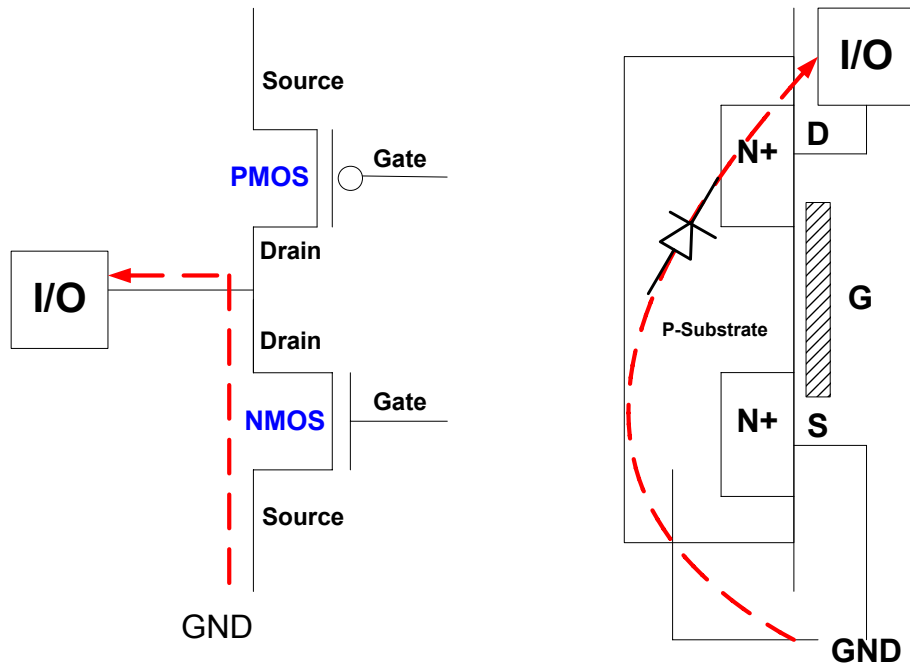 Source
PMOS
Gate
Drain
I/O
Drain
NMOS
Gate
Source
GND
I/O
D
N+
G
P-Substrate
N+
S
GND